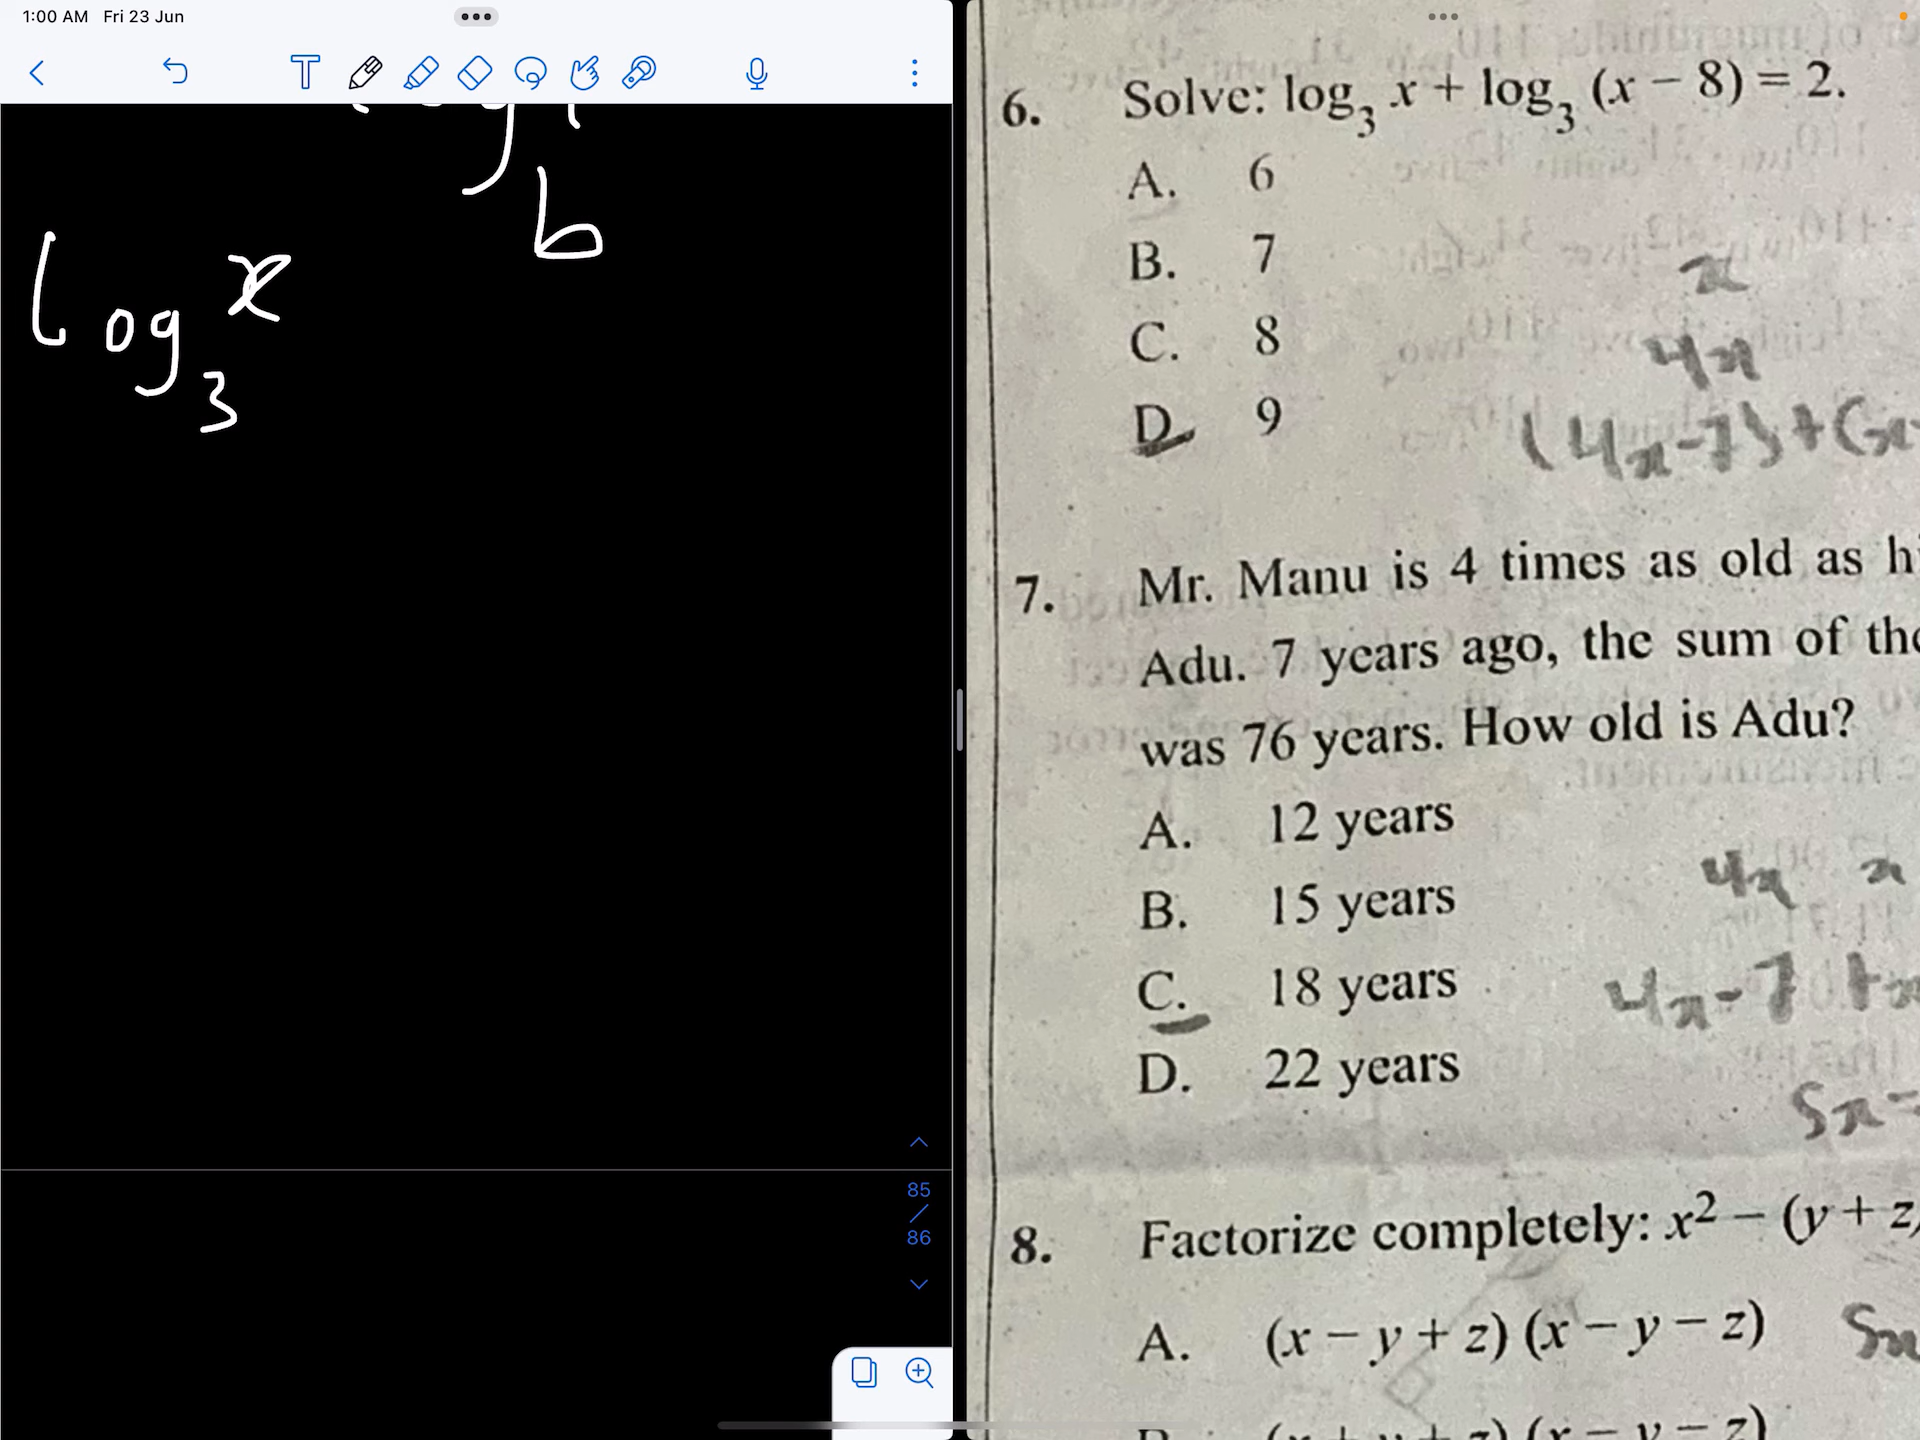 1:00 AM Fri 23 Jun
b
log₃ x
85
/
86
6. Solve: log₃ x + log₃ (x − 8) = 2.
A. 6
B. 7
C. 8
D. 9
x
4x
(4x-7)+(x-
7. Mr. Manu is 4 times as old as
Adu. 7 years ago, the sum of
was 76 years. How old is Adu?
A. 12 years
B. 15 years
C. 18 years
D. 22 years
4x x
4x-7 +x
5x=
8. Factorize completely: x² − (y + z
A. (x − y + z) (x − y − z)
5x